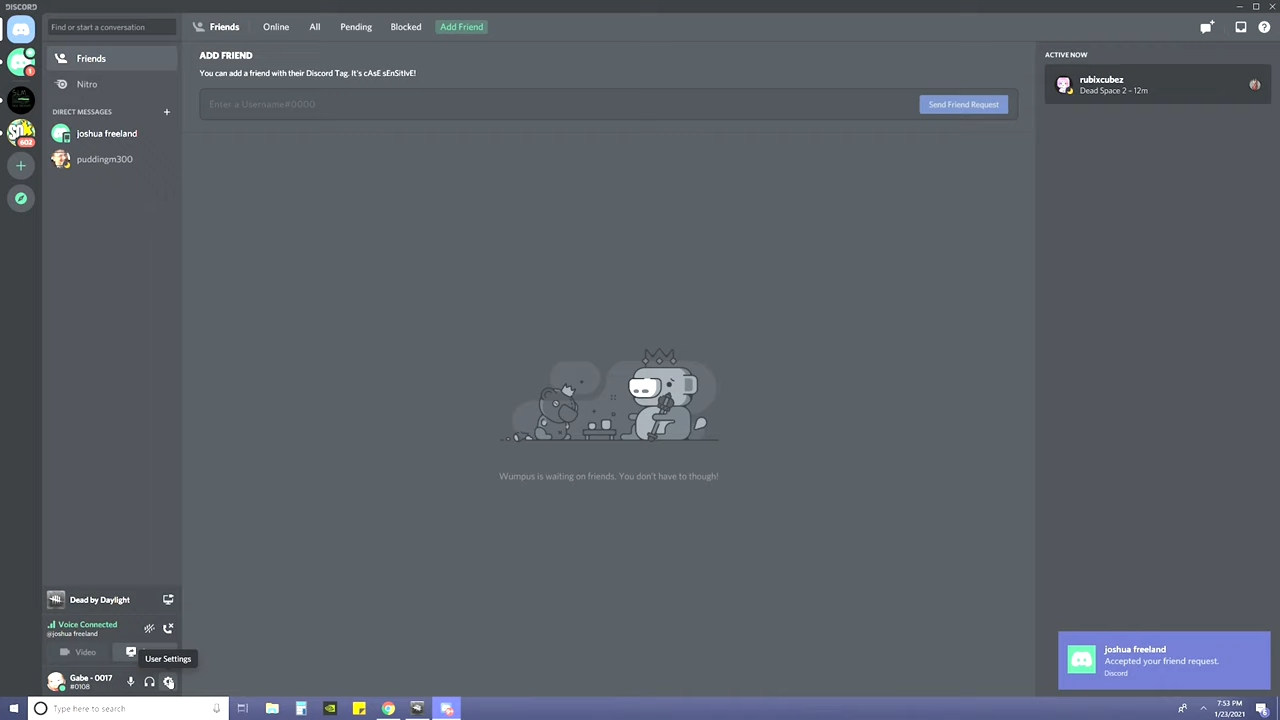 DISCORD
Find or start a conversation
Friends
Online
All
Pending
Blocked
Add Friend
Friends
Nitro
DIRECT MESSAGES
joshua freeland
puddingm300
1
602
ADD FRIEND
You can add a friend with their Discord Tag. It's cAsE sEnSitIvE!
Enter a Username#0000
Send Friend Request
Wumpus is waiting on friends. You don't have to though!
ACTIVE NOW
rubixcubez
Dead Space 2 – 12m
Dead by Daylight
Voice Connected
@joshua freeland
Video
User Settings
Gabe - 0017
#0108
joshua freeland
Accepted your friend request.
Discord
Type here to search
7:53 PM
1/23/2021